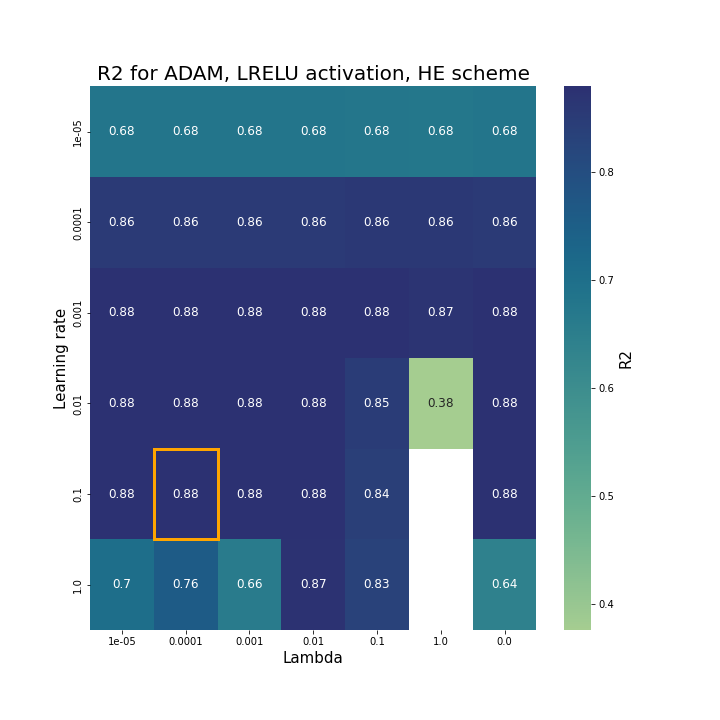 R2 for ADAM, LRELU activation, HE scheme
1e-05 0.68 0.68 0.68 0.68 0.68 0.68 0.68
0.0001 0.86 0.86 0.86 0.86 0.86 0.86 0.86
0.001 0.88 0.88 0.88 0.88 0.88 0.87 0.88
0.01 0.88 0.88 0.88 0.88 0.85 0.38 0.88
0.1 0.88 0.88 0.88 0.88 0.84 0.88
1.0 0.7 0.76 0.66 0.87 0.83 0.64
1e-05 0.0001 0.001 0.01 0.1 1.0 0.0
Lambda
Learning rate
0.8
0.7
0.6
0.5
0.4
R2